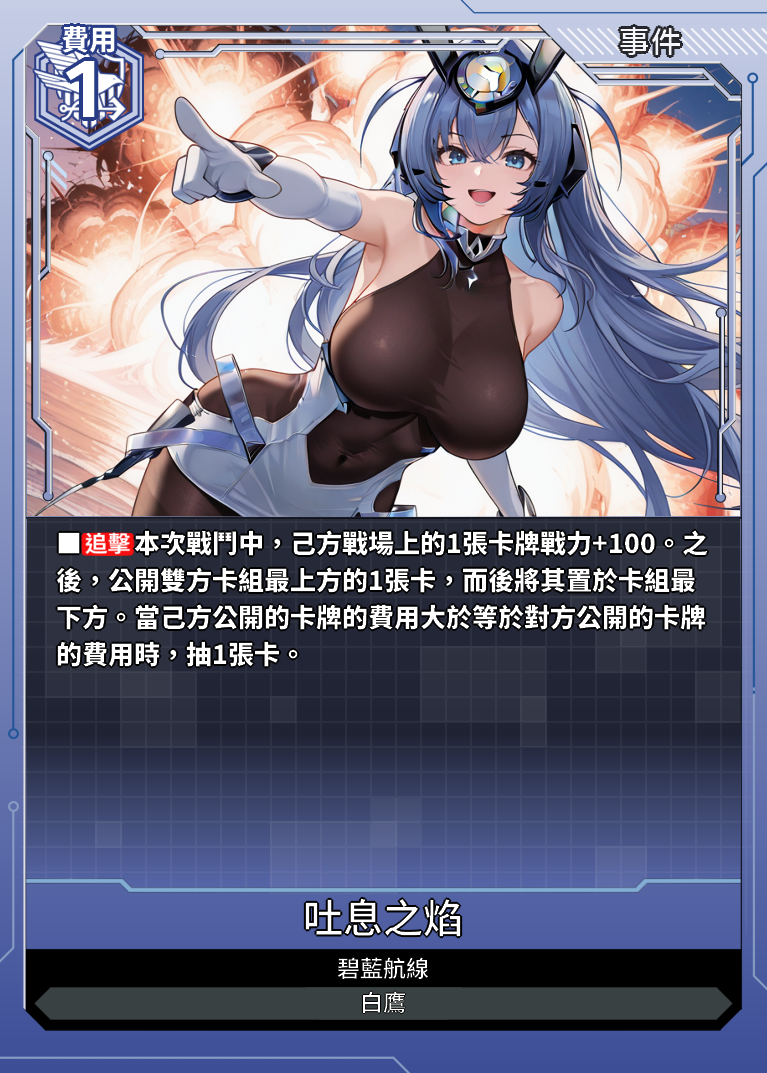 費用
1
事件
■追擊本次戰鬥中，己方戰場上的1張卡牌戰力+100。之
後，公開雙方卡組最上方的1張卡，而後將其置於卡組最
下方。當己方公開的卡牌的費用大於等於對方公開的卡牌
的費用時，抽1張卡。
吐息之焰
碧藍航線
白鷹